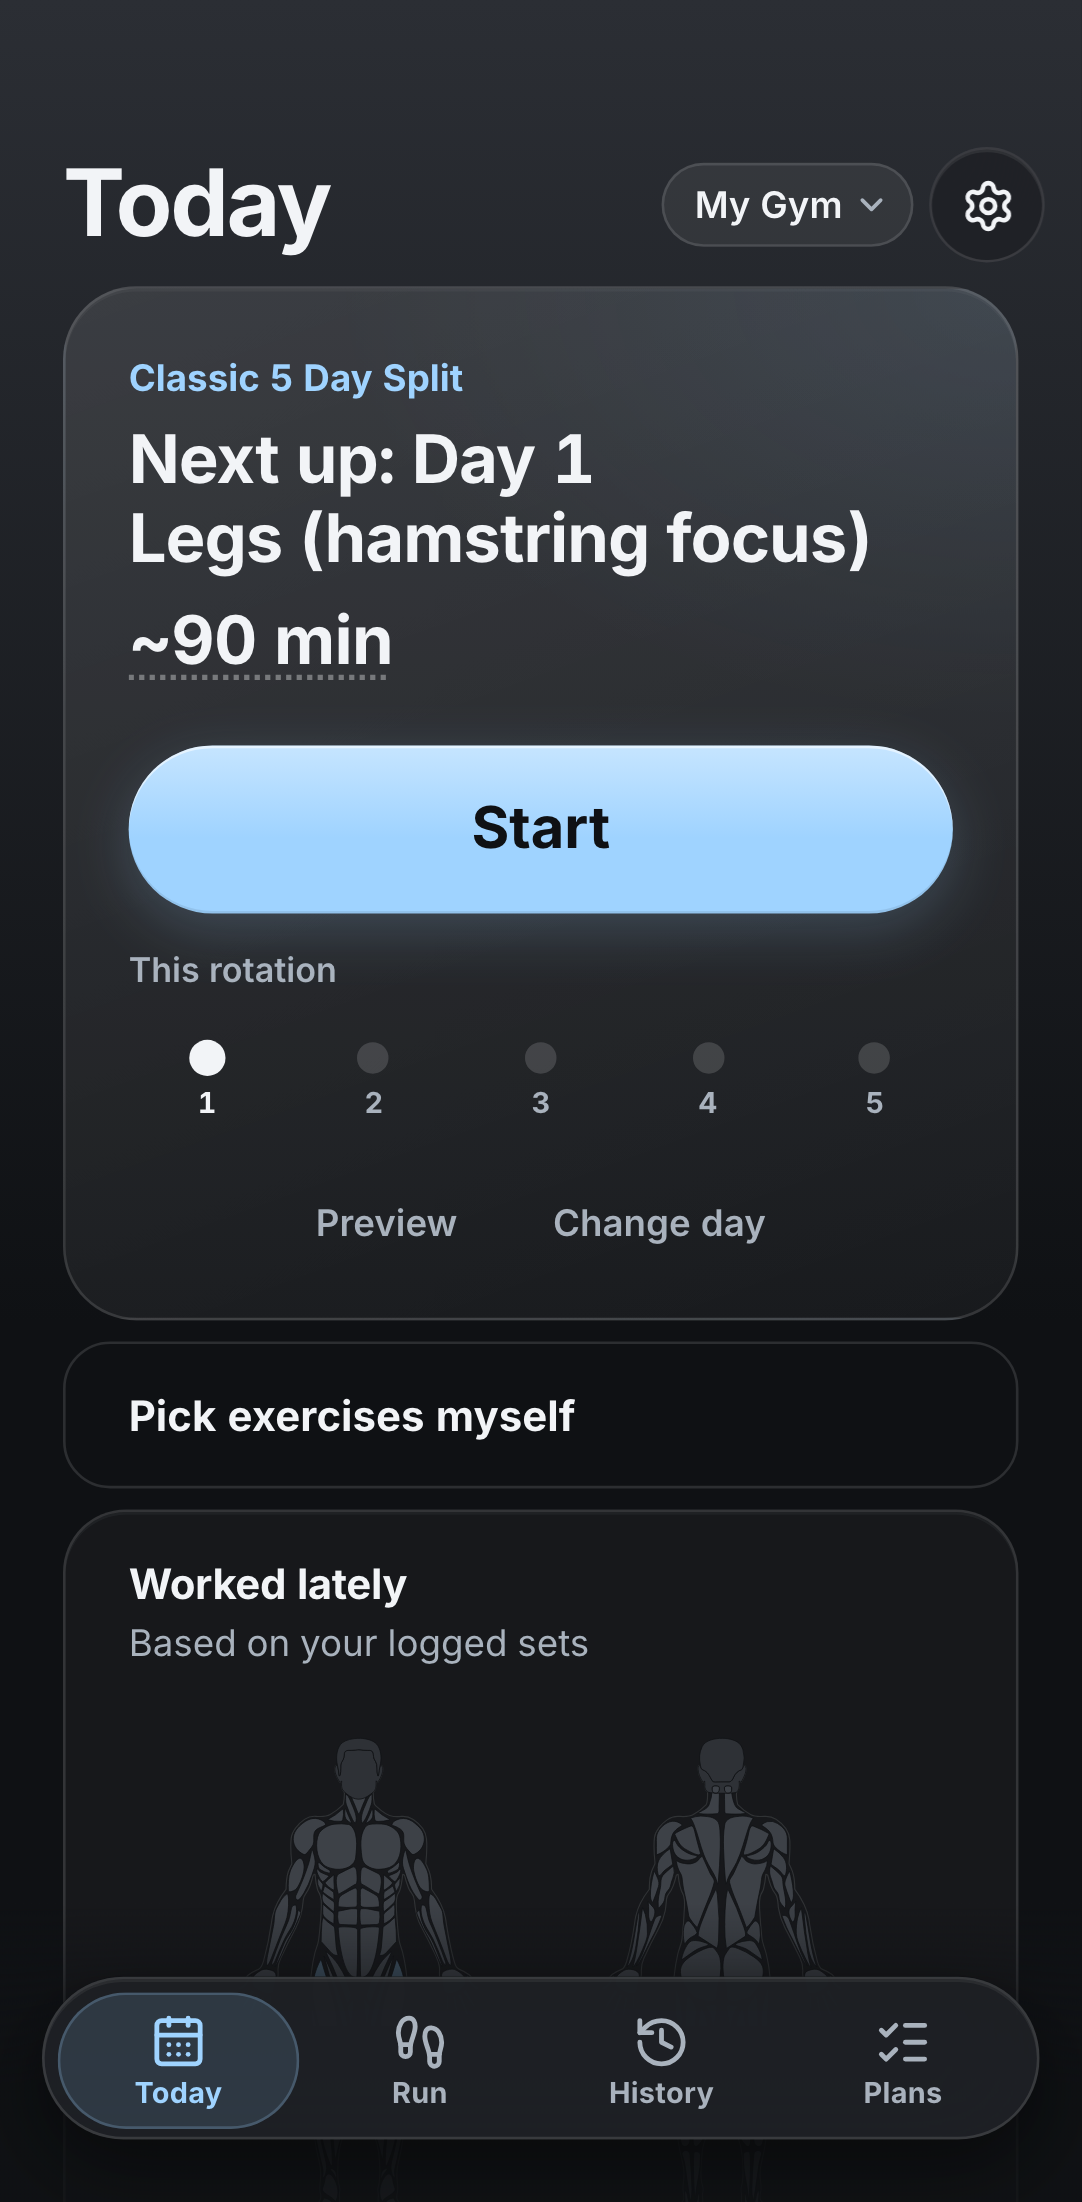 Today
My Gym
Classic 5 Day Split
Next up: Day 1
Legs (hamstring focus)
~90 min
Start
This rotation
1 2 3 4 5
Preview Change day
Pick exercises myself
Worked lately
Based on your logged sets
Today Run History Plans